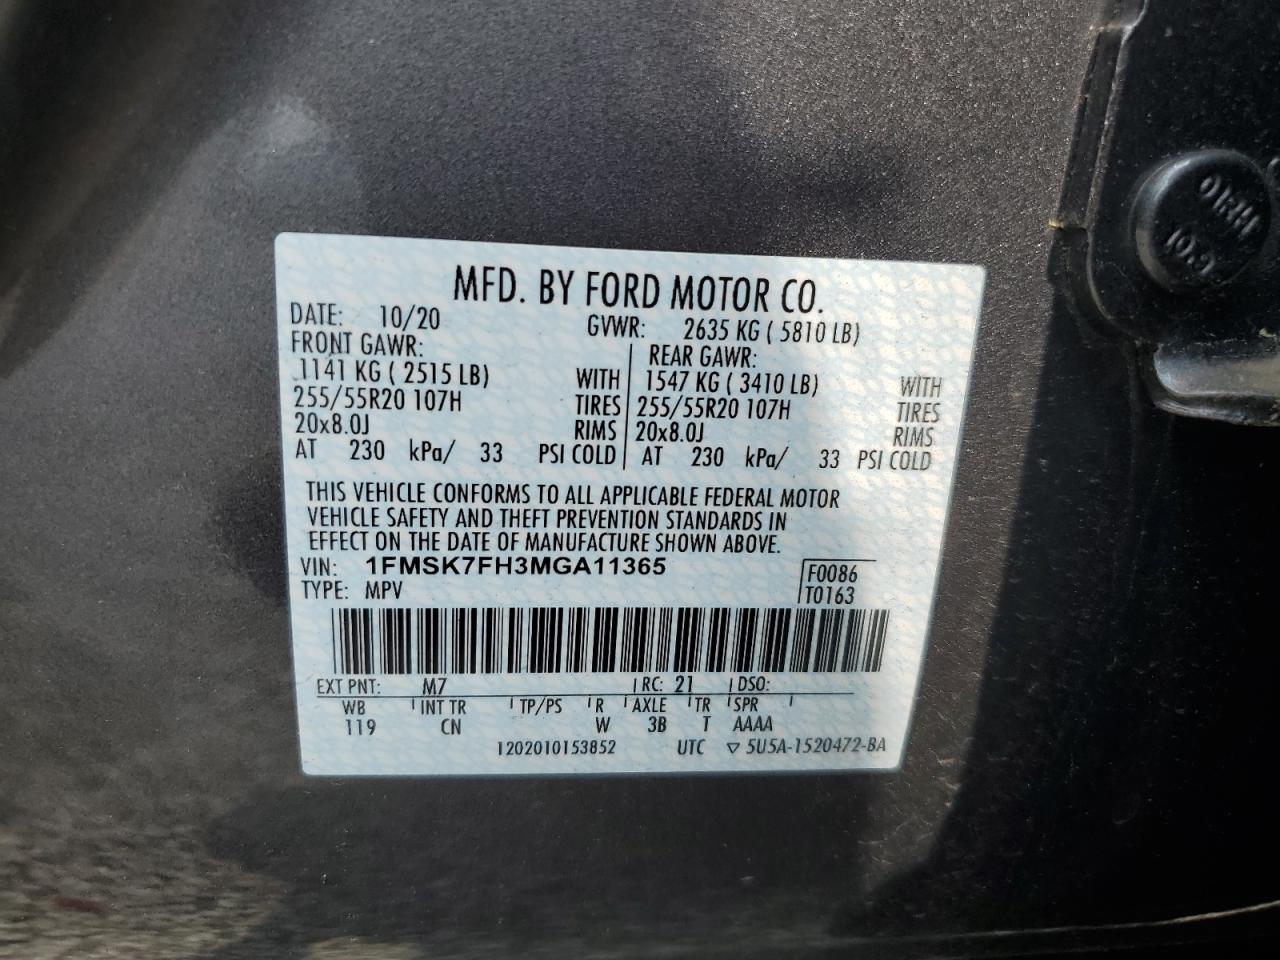 MFD. BY FORD MOTOR CO.
DATE: 10/20 GVWR: 2635 KG ( 5810 LB)
FRONT GAWR: REAR GAWR:
1141 KG ( 2515 LB) WITH 1547 KG ( 3410 LB) WITH
255/55R20 107H TIRES 255/55R20 107H TIRES
20x8.0J RIMS 20x8.0J RIMS
AT 230 kPa/ 33 PSI COLD AT 230 kPa/ 33 PSI COLD
THIS VEHICLE CONFORMS TO ALL APPLICABLE FEDERAL MOTOR
VEHICLE SAFETY AND THEFT PREVENTION STANDARDS IN
EFFECT ON THE DATE OF MANUFACTURE SHOWN ABOVE.
VIN: 1FMSK7FH3MGA11365 F0086
TYPE: MPV T0163
EXT PNT: M7 RC: 21 DSO:
WB INT TR TP/PS R AXLE TR SPR
119 CN W 3B T AAAA
1202010153852 UTC ▽ 5U5A-1520472-BA
10.9